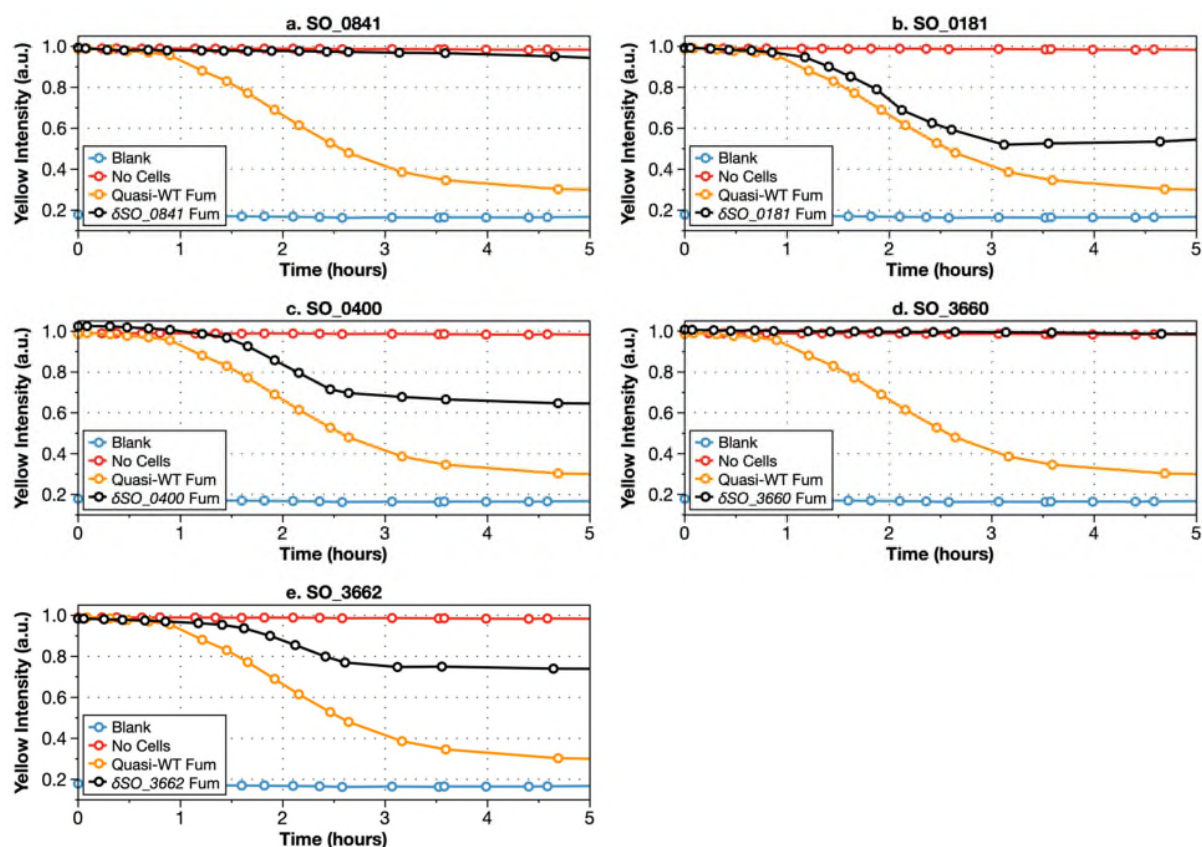 a. SO_0841
Yellow Intensity (a.u.)
1.0
0.8
0.6
0.4
0.2
Blank
No Cells
Quasi-WT Fum
δSO_0841 Fum
0 1 2 3 4 5
Time (hours)
b. SO_0181
Yellow Intensity (a.u.)
1.0
0.8
0.6
0.4
0.2
Blank
No Cells
Quasi-WT Fum
δSO_0181 Fum
0 1 2 3 4 5
Time (hours)
c. SO_0400
Yellow Intensity (a.u.)
1.0
0.8
0.6
0.4
0.2
Blank
No Cells
Quasi-WT Fum
δSO_0400 Fum
0 1 2 3 4 5
Time (hours)
d. SO_3660
Yellow Intensity (a.u.)
1.0
0.8
0.6
0.4
0.2
Blank
No Cells
Quasi-WT Fum
δSO_3660 Fum
0 1 2 3 4 5
Time (hours)
e. SO_3662
Yellow Intensity (a.u.)
1.0
0.8
0.6
0.4
0.2
Blank
No Cells
Quasi-WT Fum
δSO_3662 Fum
0 1 2 3 4 5
Time (hours)